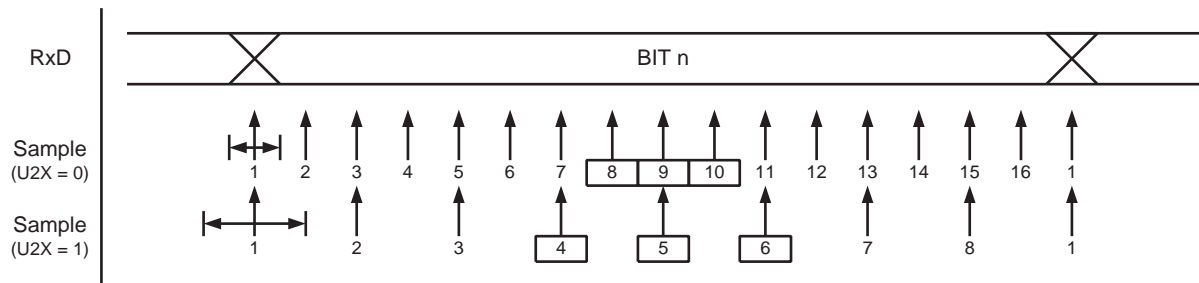 RxD BIT n
Sample
(U2X = 0) 1 2 3 4 5 6 7 8 9 10 11 12 13 14 15 16 1
Sample
(U2X = 1) 1 2 3 4 5 6 7 8 1